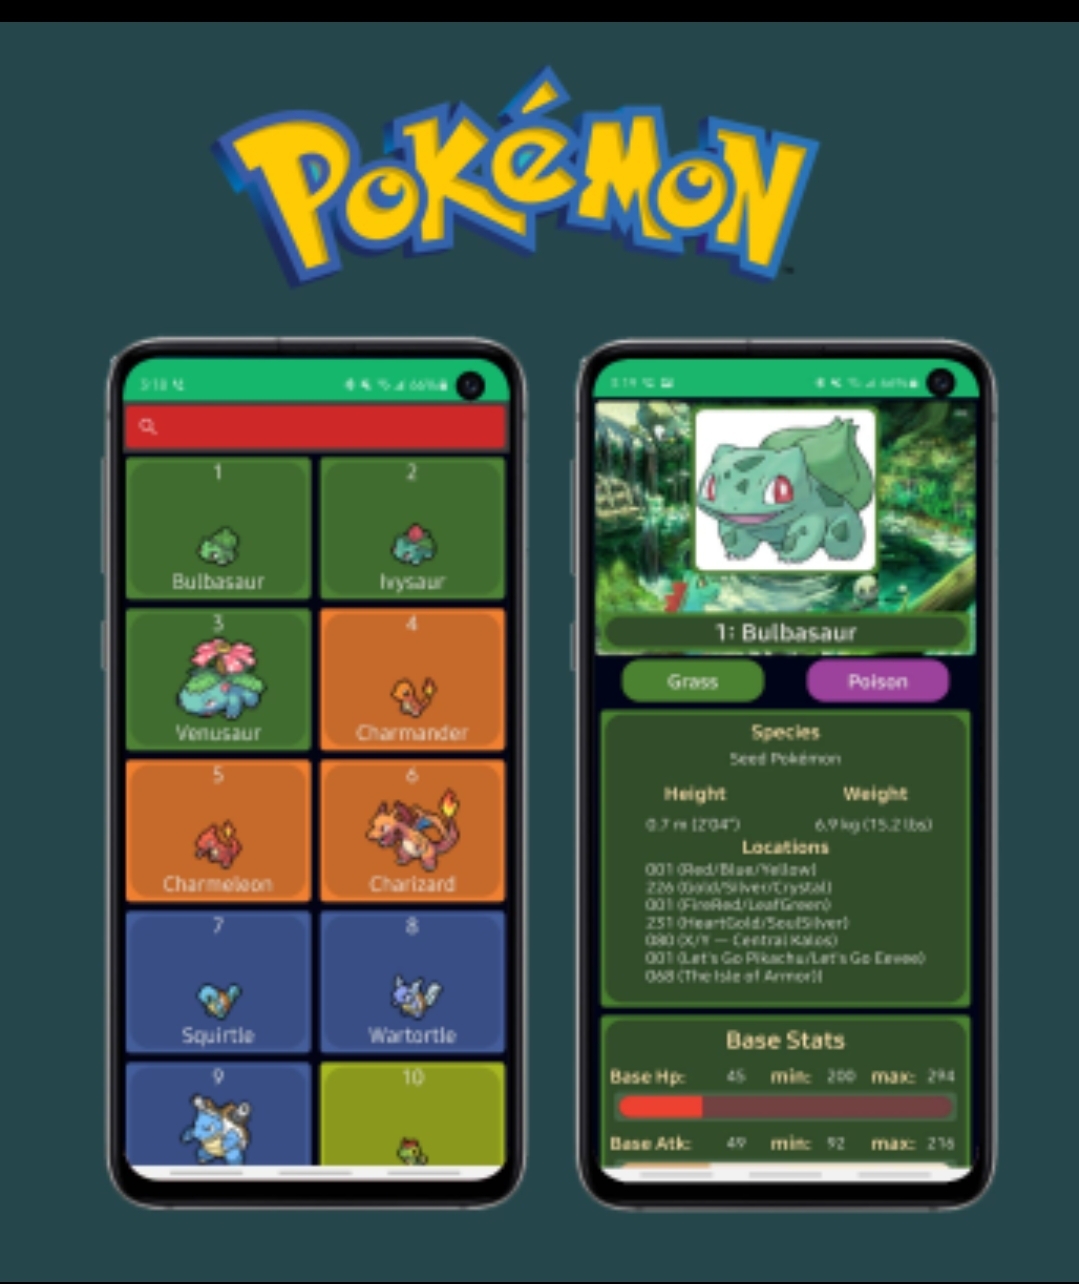 POKéMON
3:18
66%
1
2
Bulbasaur
Ivysaur
3
4
Venusaur
Charmander
5
6
Charmeleon
Charizard
7
8
Squirtle
Wartortle
9
10
3:19
1: Bulbasaur
Grass
Poison
Species
Seed Pokémon
Height
Weight
0.7 m (2'04")
6.9 kg (15.2 lbs)
Locations
001 (Red/Blue/Yellow)
226 (Gold/Silver/Crystal)
001 (FireRed/LeafGreen)
231 (HeartGold/SoulSilver)
080 (X/Y — Central Kalos)
001 (Let's Go Pikachu/Let's Go Eevee)
068 (The Isle of Armor))
Base Stats
Base Hp: 45 min: 200 max: 294
Base Atk: 49 min: 92 max: 216